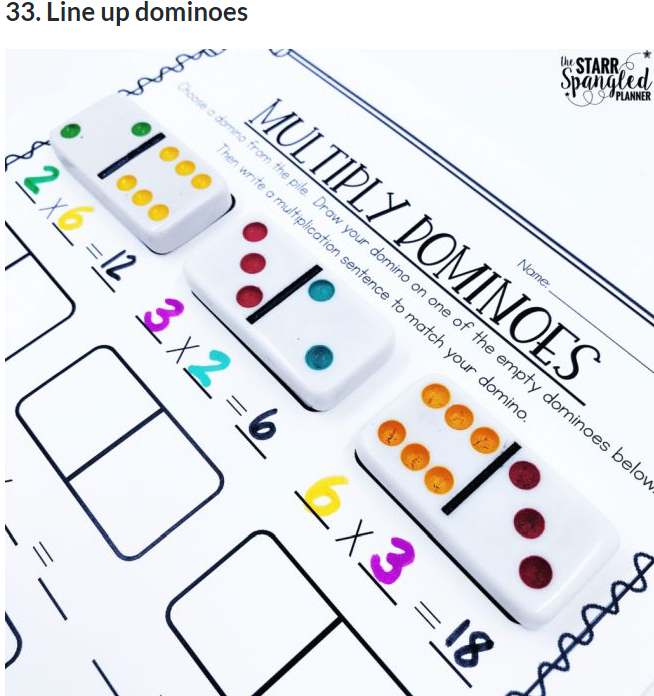 33. Line up dominoes
the STARR
Spangled
PLANNER
Name:
MULTIPLY DOMINOES
Choose a domino from the pile. Draw your domino on one of the empty dominoes below.
Then write a multiplication sentence to match your domino.
2 X 6 = 12
3 X 2 = 6
6 X 3 = 18
=